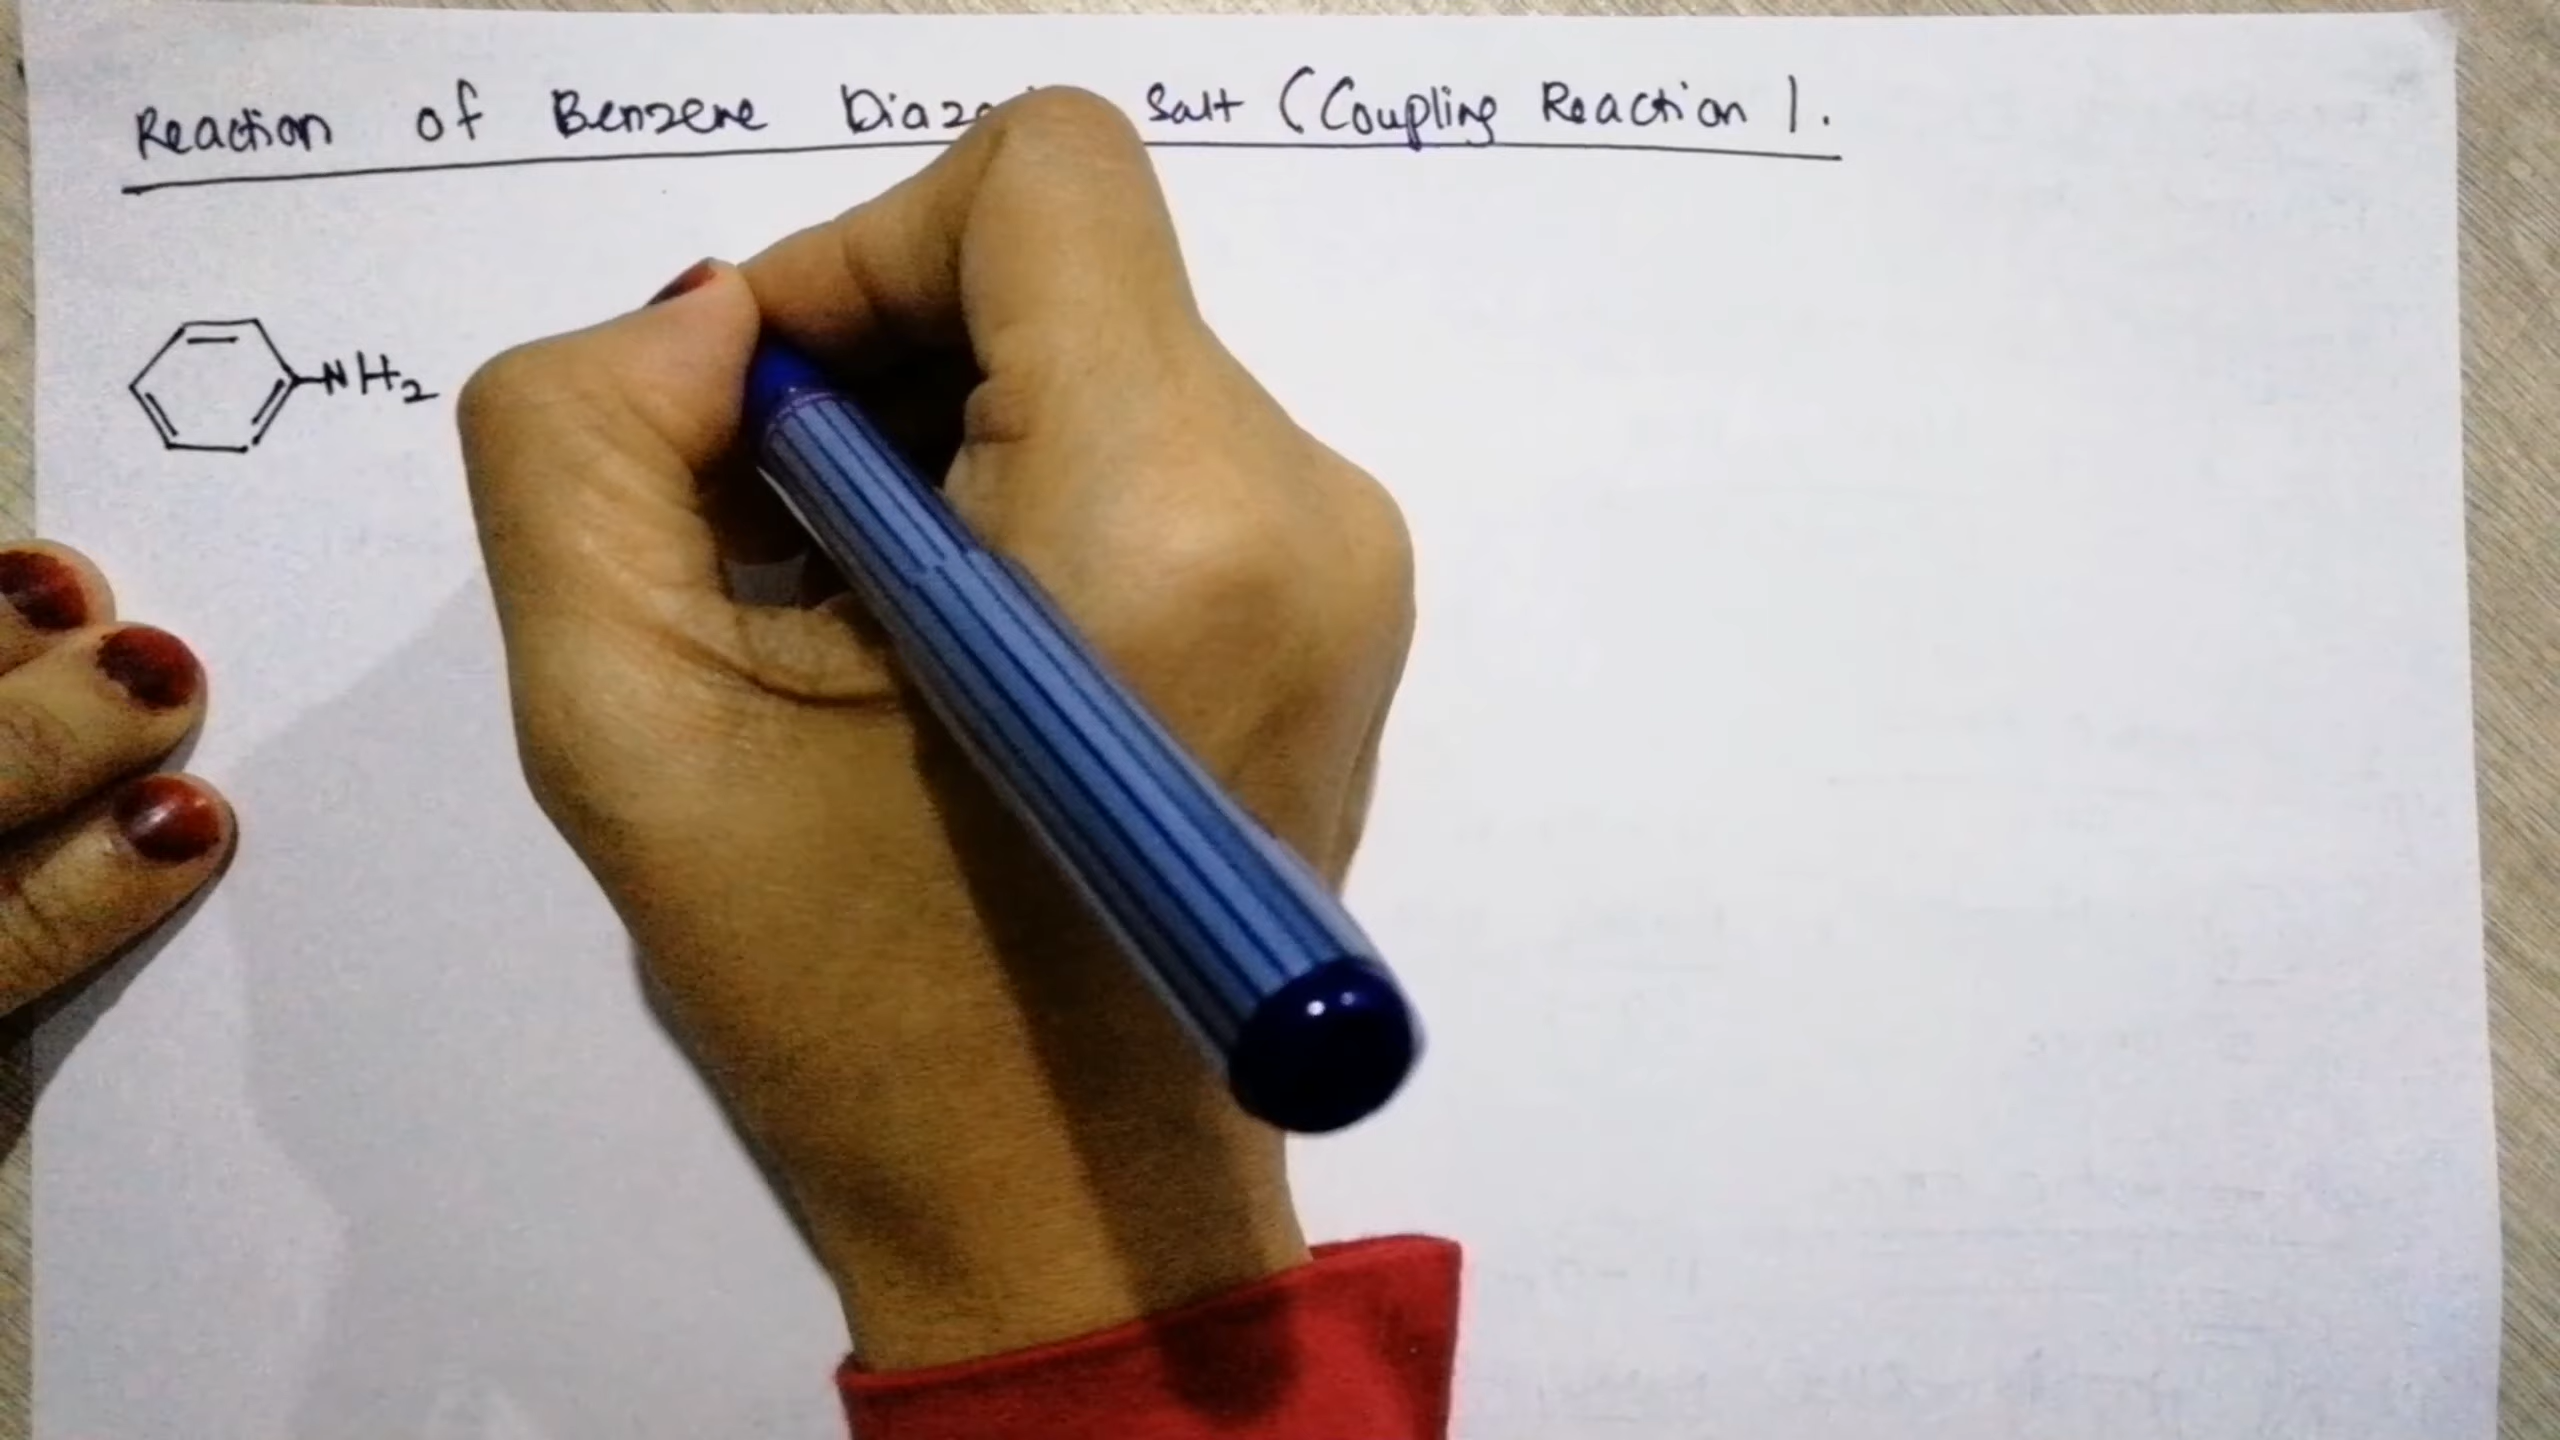 Reaction of Benzene Salt (Coupling Reaction ).
NH2